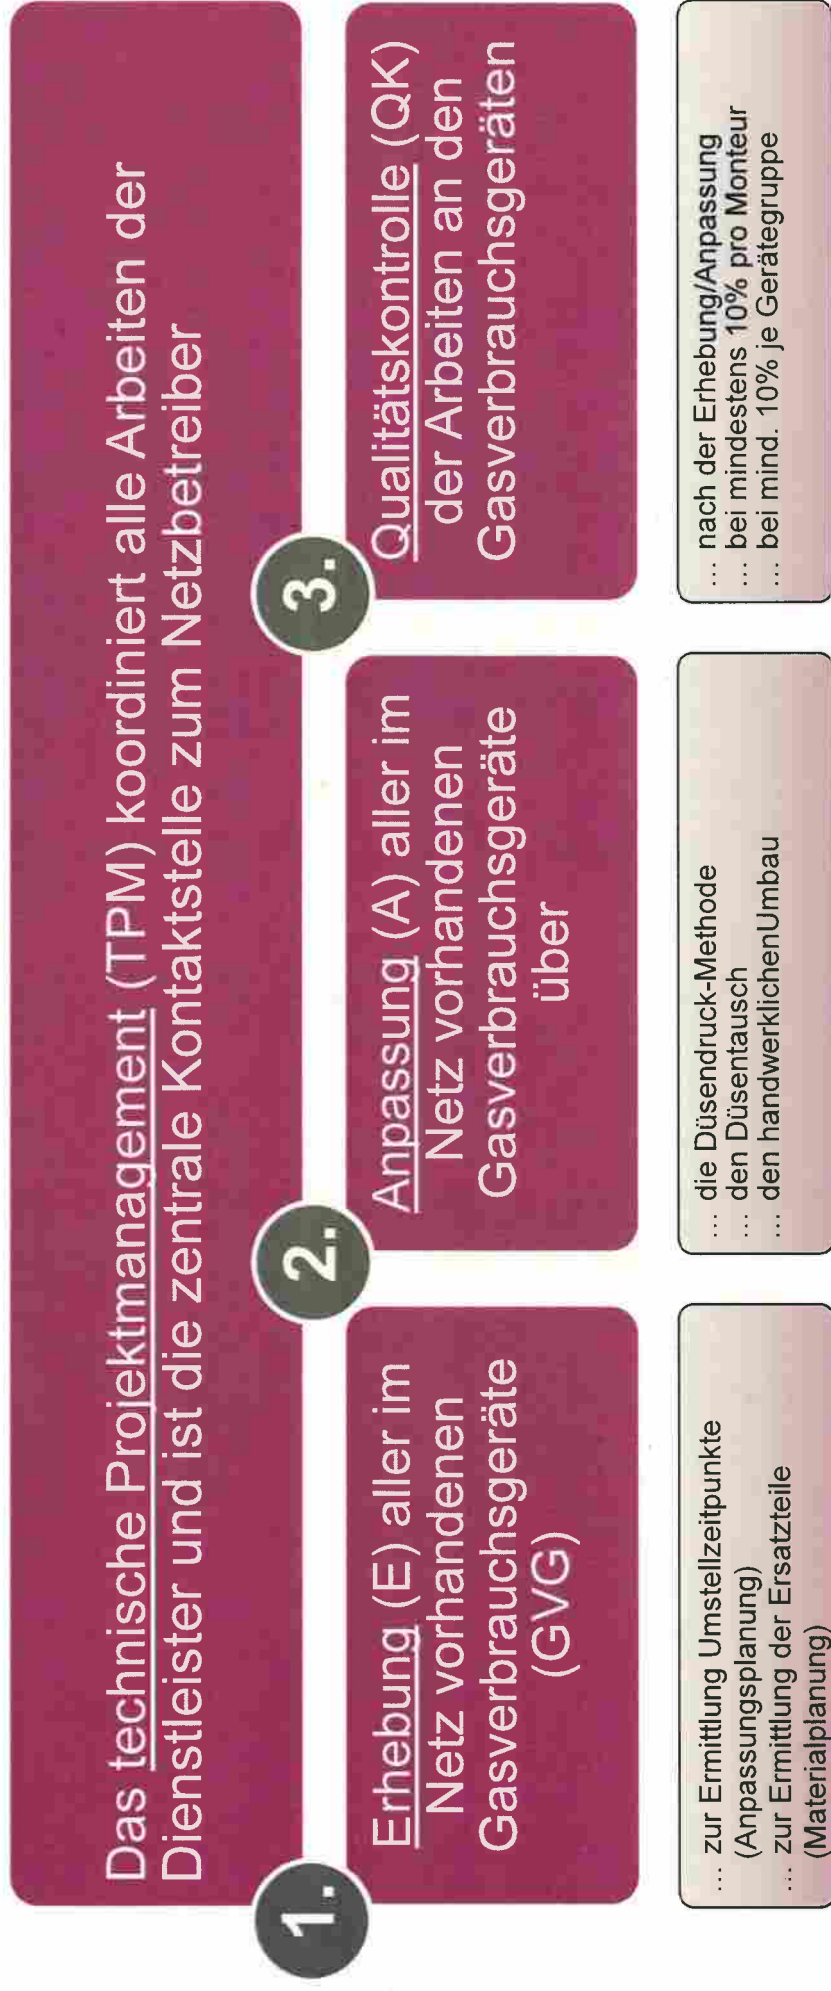 Das technische Projektmanagement (TPM) koordiniert alle Arbeiten der
Dienstleister und ist die zentrale Kontaktstelle zum Netzbetreiber
1.
Erhebung (E) aller im
Netz vorhandenen
Gasverbrauchsgeräte
(GVG)
... zur Ermittlung Umstellzeitpunkte
(Anpassungsplanung)
... zur Ermittlung der Ersatzteile
(Materialplanung)
2.
Anpassung (A) aller im
Netz vorhandenen
Gasverbrauchsgeräte
über
... die Düsendruck-Methode
... den Düsentausch
... den handwerklichenUmbau
3.
Qualitätskontrolle (QK)
der Arbeiten an den
Gasverbrauchsgeräten
... nach der Erhebung/Anpassung
... bei mindestens 10% pro Monteur
... bei mind. 10% je Gerätegruppe